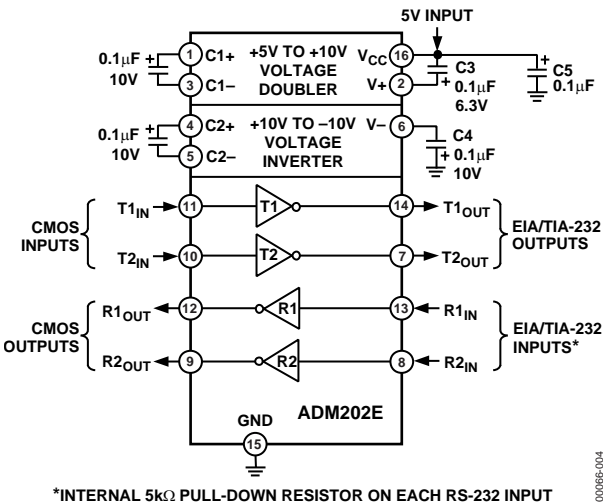 5V INPUT
0.1µF
10V
+
1
C1+
3
C1–
+5V TO +10V
VOLTAGE
DOUBLER
VCC
16
V+
2
C3
+
0.1µF
6.3V
+
C5
0.1µF
0.1µF
10V
+
4
C2+
5
C2–
+10V TO –10V
VOLTAGE
INVERTER
V–
6
C4
+
0.1µF
10V
CMOS
INPUTS
T1IN
11
T1
14
T1OUT
T2IN
10
T2
7
T2OUT
EIA/TIA-232
OUTPUTS
CMOS
OUTPUTS
R1OUT
12
R1
13
R1IN
R2OUT
9
R2
8
R2IN
EIA/TIA-232
INPUTS*
GND
15
ADM202E
*INTERNAL 5kΩ PULL-DOWN RESISTOR ON EACH RS-232 INPUT
00066-004